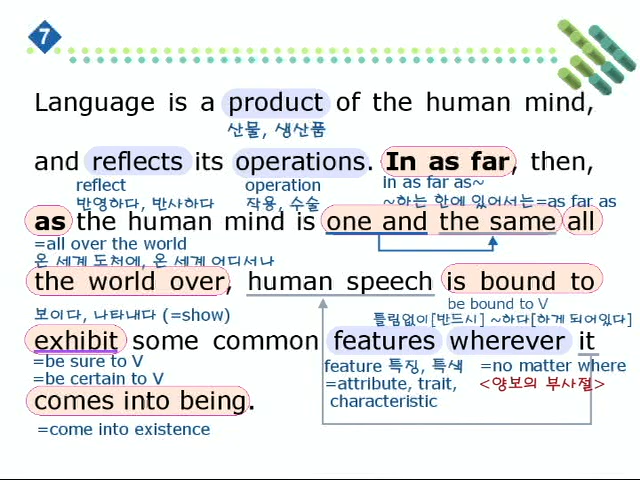 7
Language is a product of the human mind,
산물, 생산품
and reflects its operations. In as far, then,
reflect operation in as far as~
반영하다, 반사하다 작용, 수술 ~하는 한에 있어서는=as far as
as the human mind is one and the same all
=all over the world
온 세계 도처에, 온 세계 어디서나
the world over, human speech is bound to
be bound to V
보이다, 나타내다 (=show) 틀림없이[반드시] ~하다[하게 되어있다]
exhibit some common features wherever it
=be sure to V feature 특징, 특색 =no matter where
=be certain to V =attribute, trait, <양보의 부사절>
characteristic
comes into being.
=come into existence